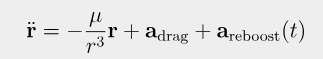 r̈ = −μ/r³ r + a_drag + a_reboost(t)